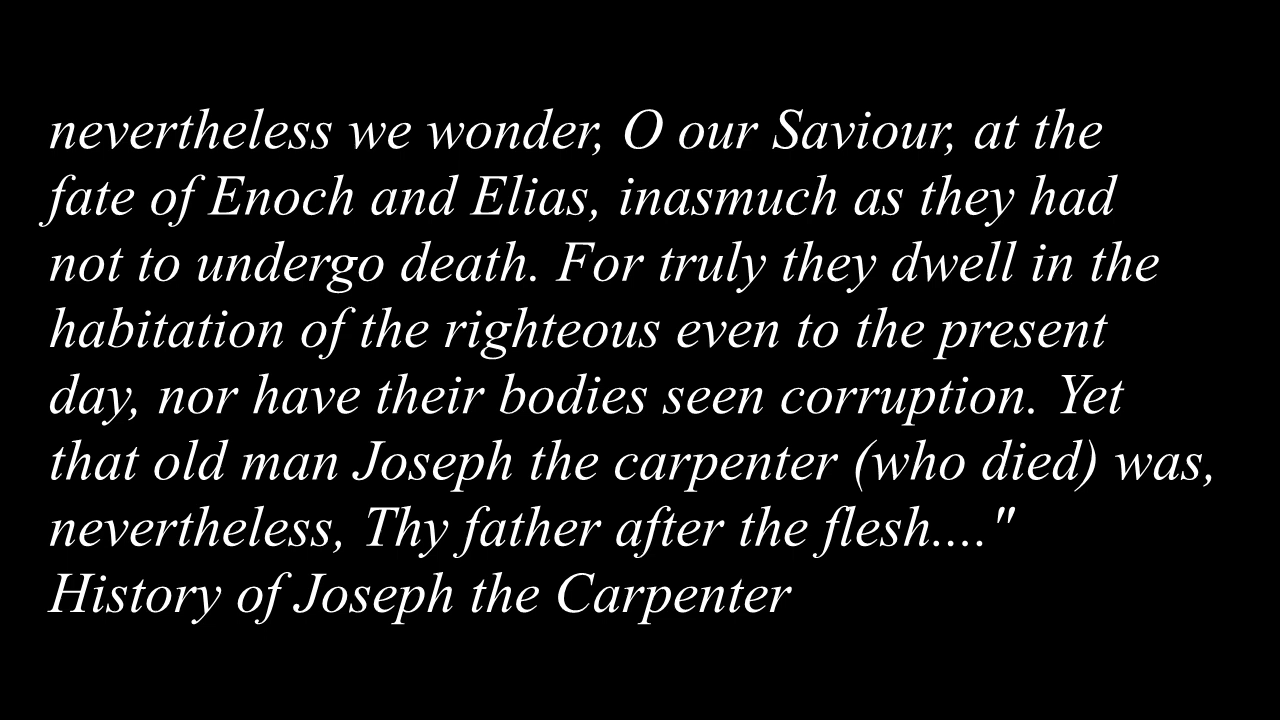 nevertheless we wonder, O our Saviour, at the
fate of Enoch and Elias, inasmuch as they had
not to undergo death. For truly they dwell in the
habitation of the righteous even to the present
day, nor have their bodies seen corruption. Yet
that old man Joseph the carpenter (who died) was,
nevertheless, Thy father after the flesh...."
History of Joseph the Carpenter